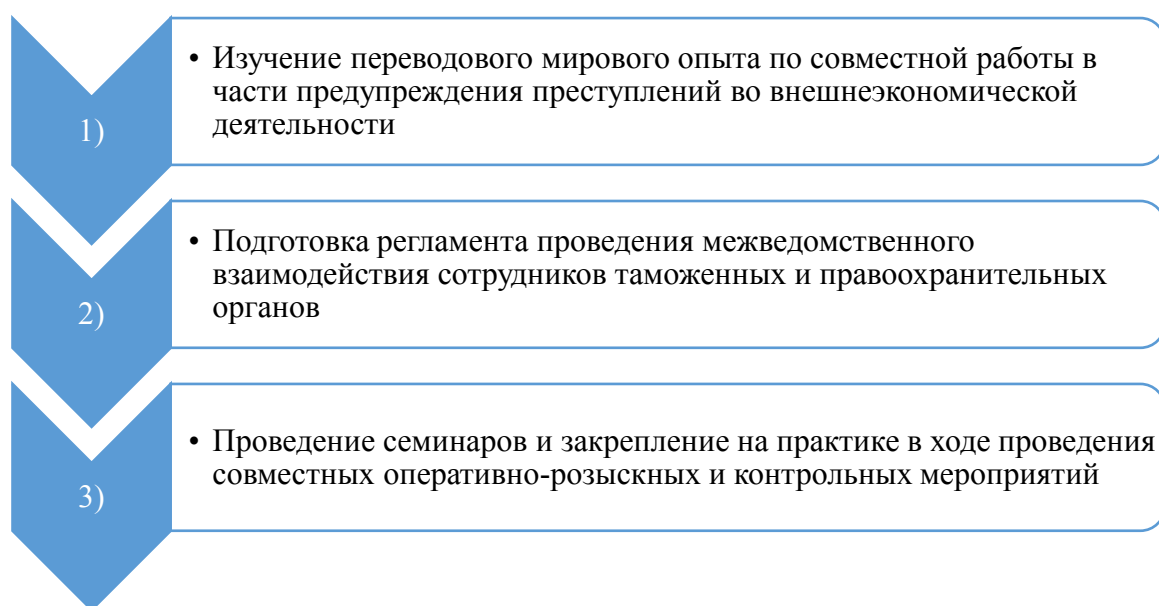 1)
• Изучение переводового мирового опыта по совместной работы в
части предупреждения преступлений во внешнеэкономической
деятельности
2)
• Подготовка регламента проведения межведомственного
взаимодействия сотрудников таможенных и правоохранительных
органов
3)
• Проведение семинаров и закрепление на практике в ходе проведения
совместных оперативно-розыскных и контрольных мероприятий